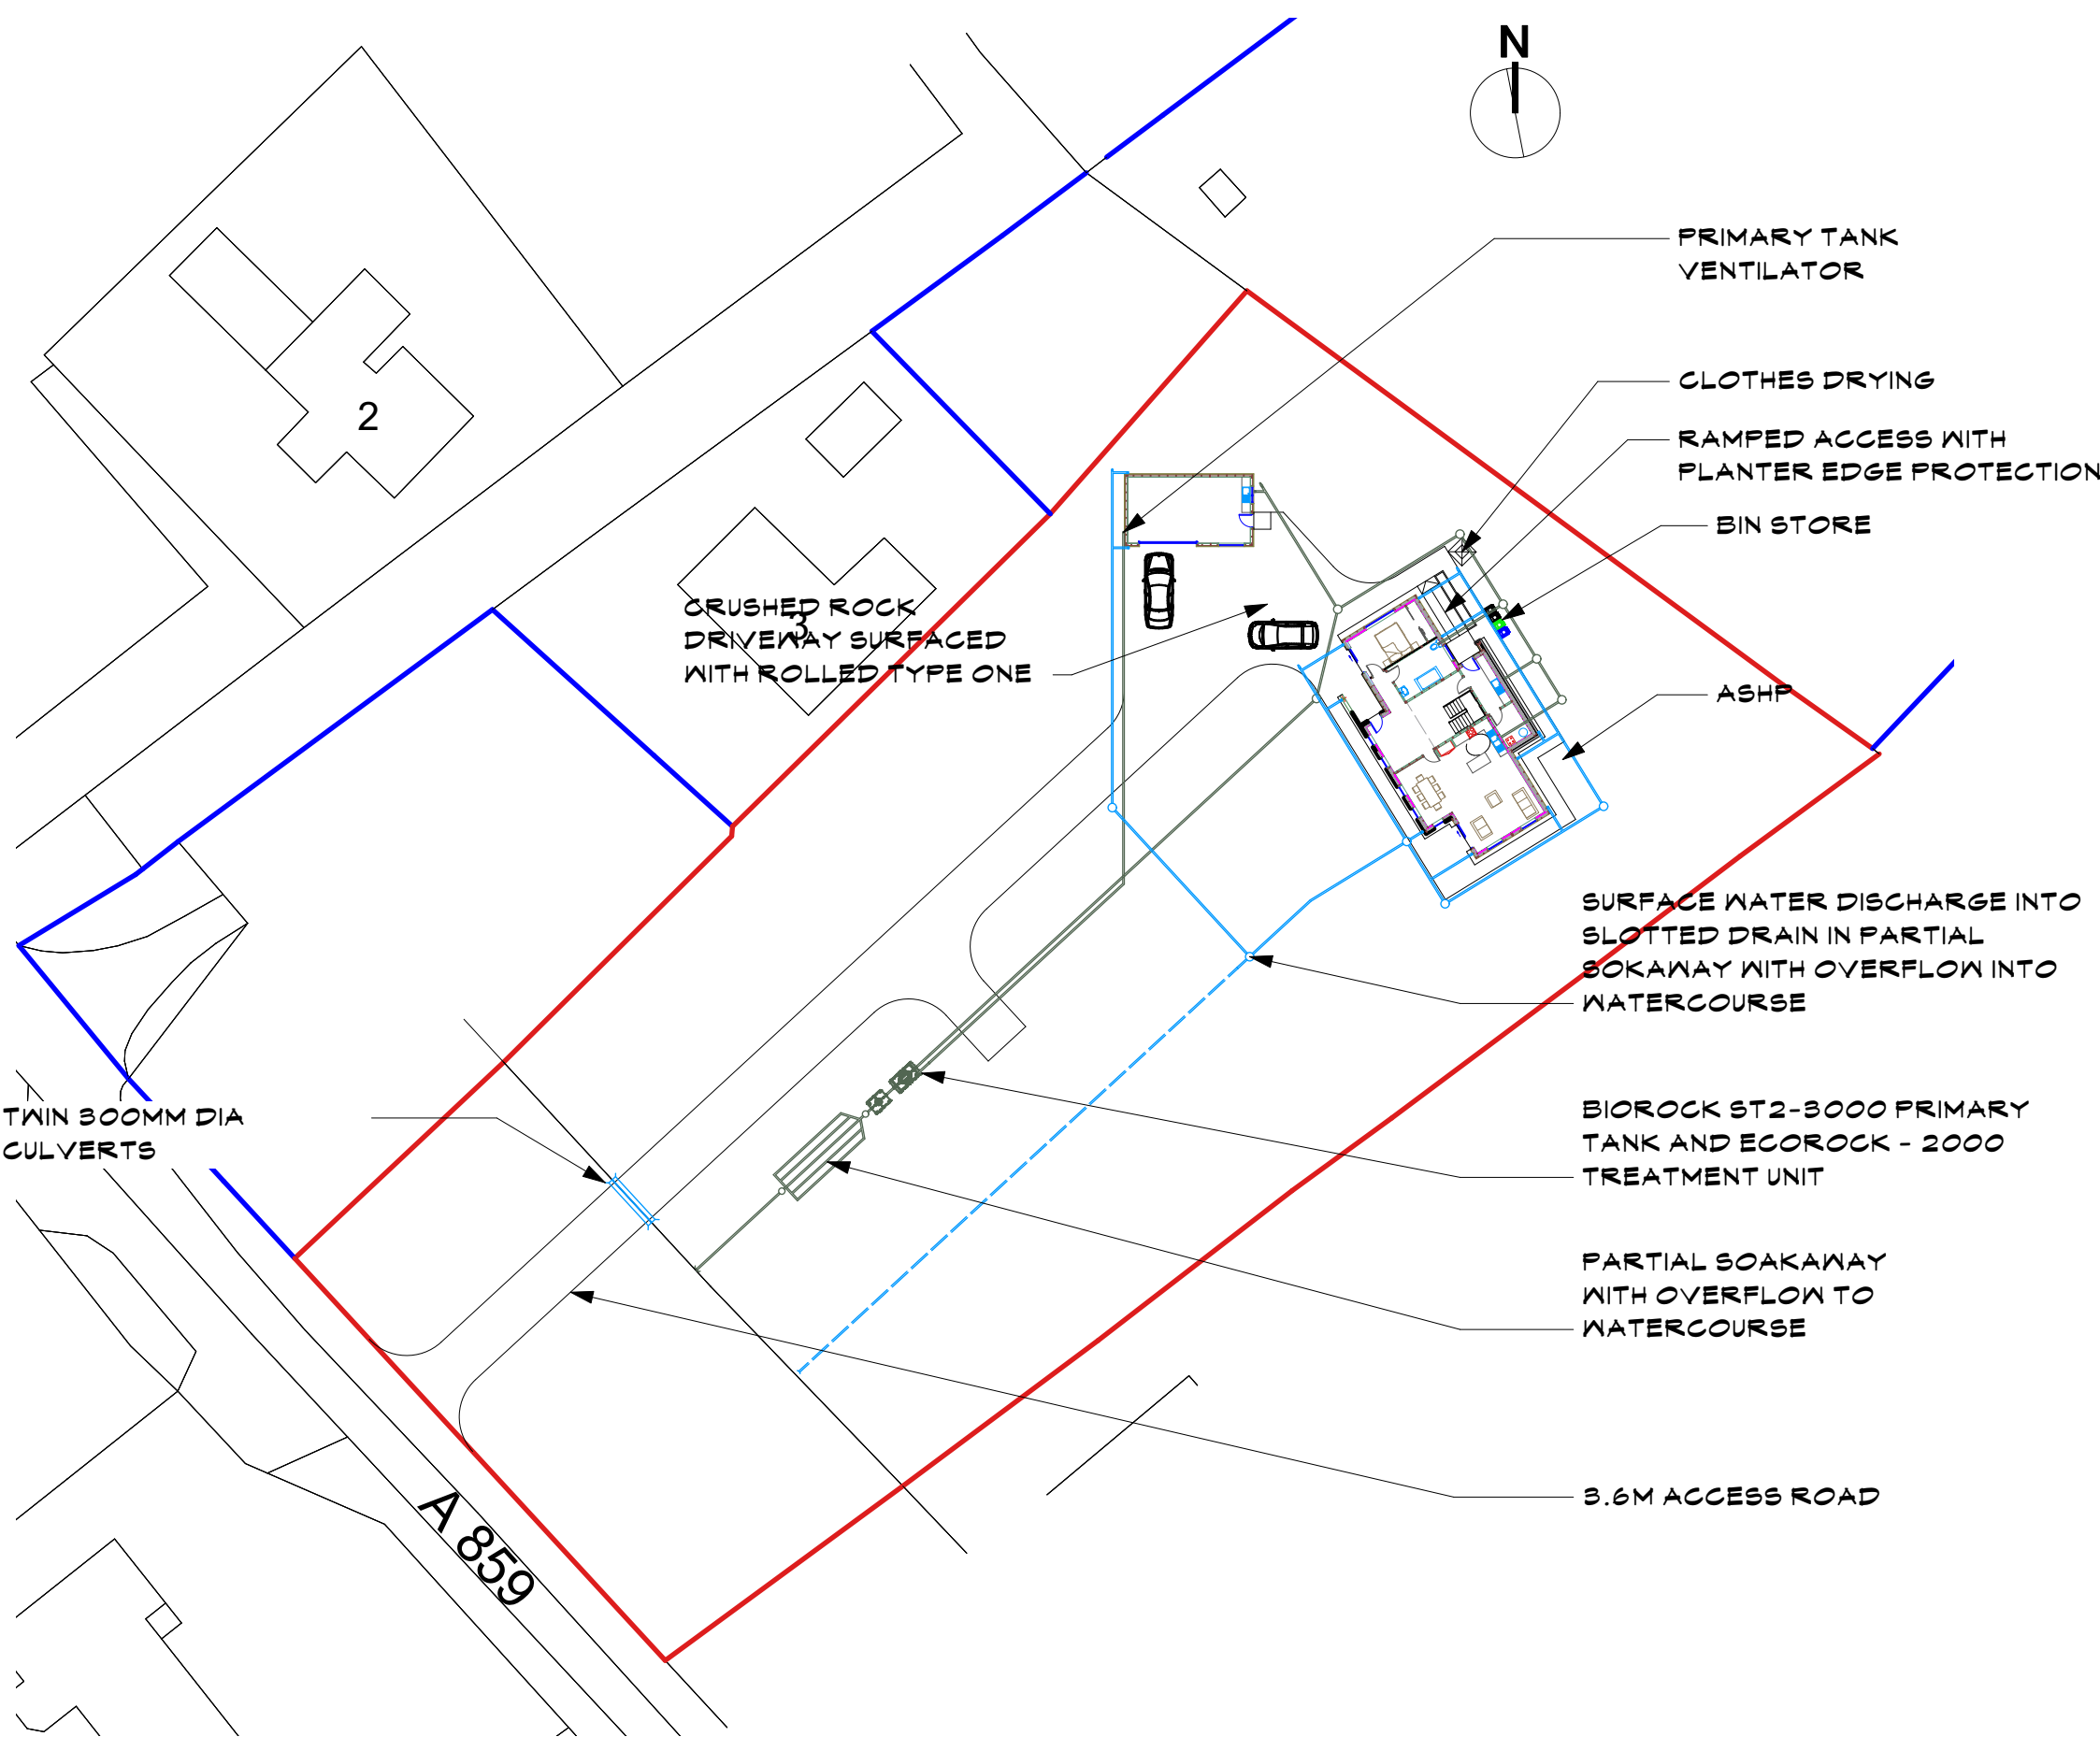 N
PRIMARY TANK
VENTILATOR
CLOTHES DRYING
RAMPED ACCESS WITH
PLANTER EDGE PROTECTION
2
BIN STORE
CRUSHED ROCK
3
DRIVEWAY SURFACED
WITH ROLLED TYPE ONE
ASHP
SURFACE WATER DISCHARGE INTO
SLOTTED DRAIN IN PARTIAL
SOKAWAY WITH OVERFLOW INTO
WATERCOURSE
TWIN 300MM DIA
CULVERTS
BIOROCK ST2-3000 PRIMARY
TANK AND ECOROCK - 2000
TREATMENT UNIT
PARTIAL SOAKAWAY
WITH OVERFLOW TO
WATERCOURSE
3.6M ACCESS ROAD
A 859